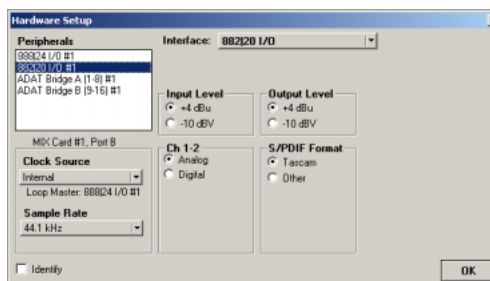 Hardware Setup
Peripherals
888|24 I/O #1
882|20 I/O #1
ADAT Bridge A (1-8) #1
ADAT Bridge B (9-16) #1
MIX Card #1, Port B
Clock Source
Internal
Loop Master: 888|24 I/O #1
Sample Rate
44.1 kHz
Identify
Interface: 882|20 I/O
Input Level
+4 dBu
-10 dBV
Output Level
+4 dBu
-10 dBV
Ch 1-2
Analog
Digital
S/PDIF Format
Tascam
Other
OK